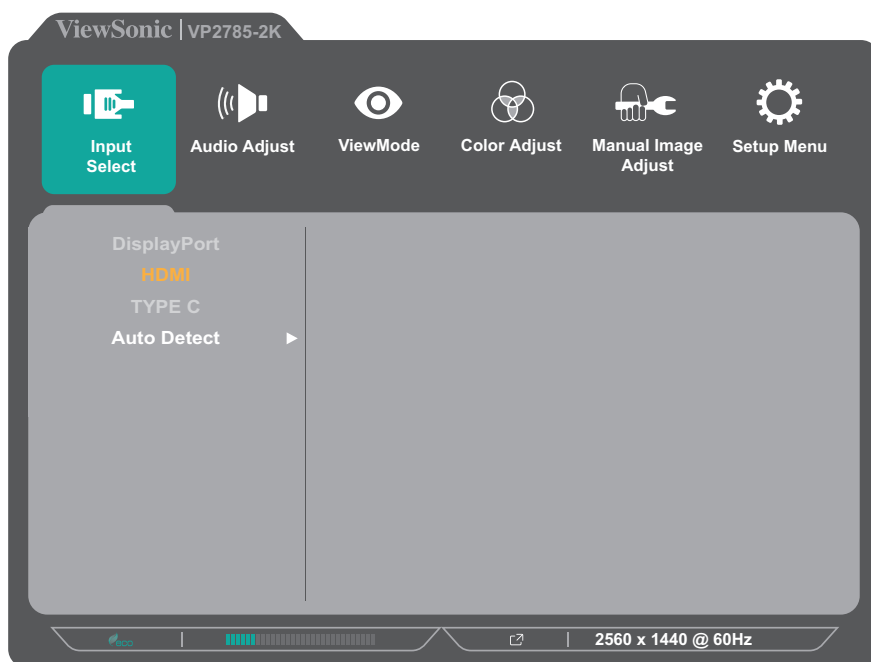 ViewSonic | VP2785-2K
Input Select
Audio Adjust
ViewMode
Color Adjust
Manual Image Adjust
Setup Menu
DisplayPort
HDMI
TYPE C
Auto Detect
eco
2560 x 1440 @ 60Hz